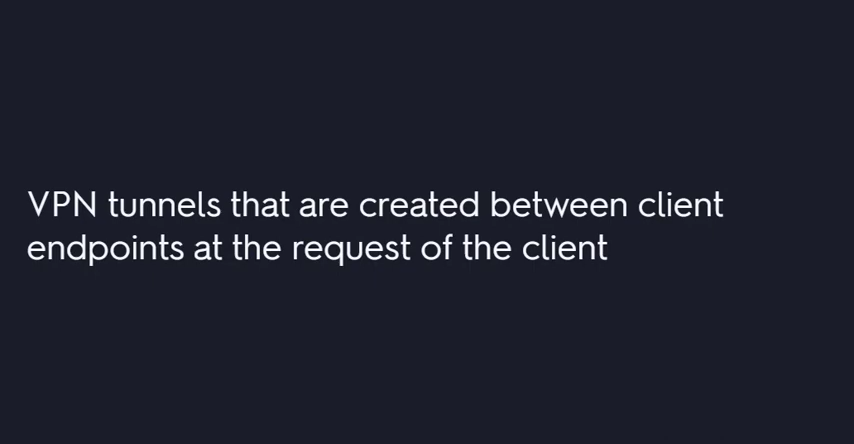 VPN tunnels that are created between client
endpoints at the request of the client